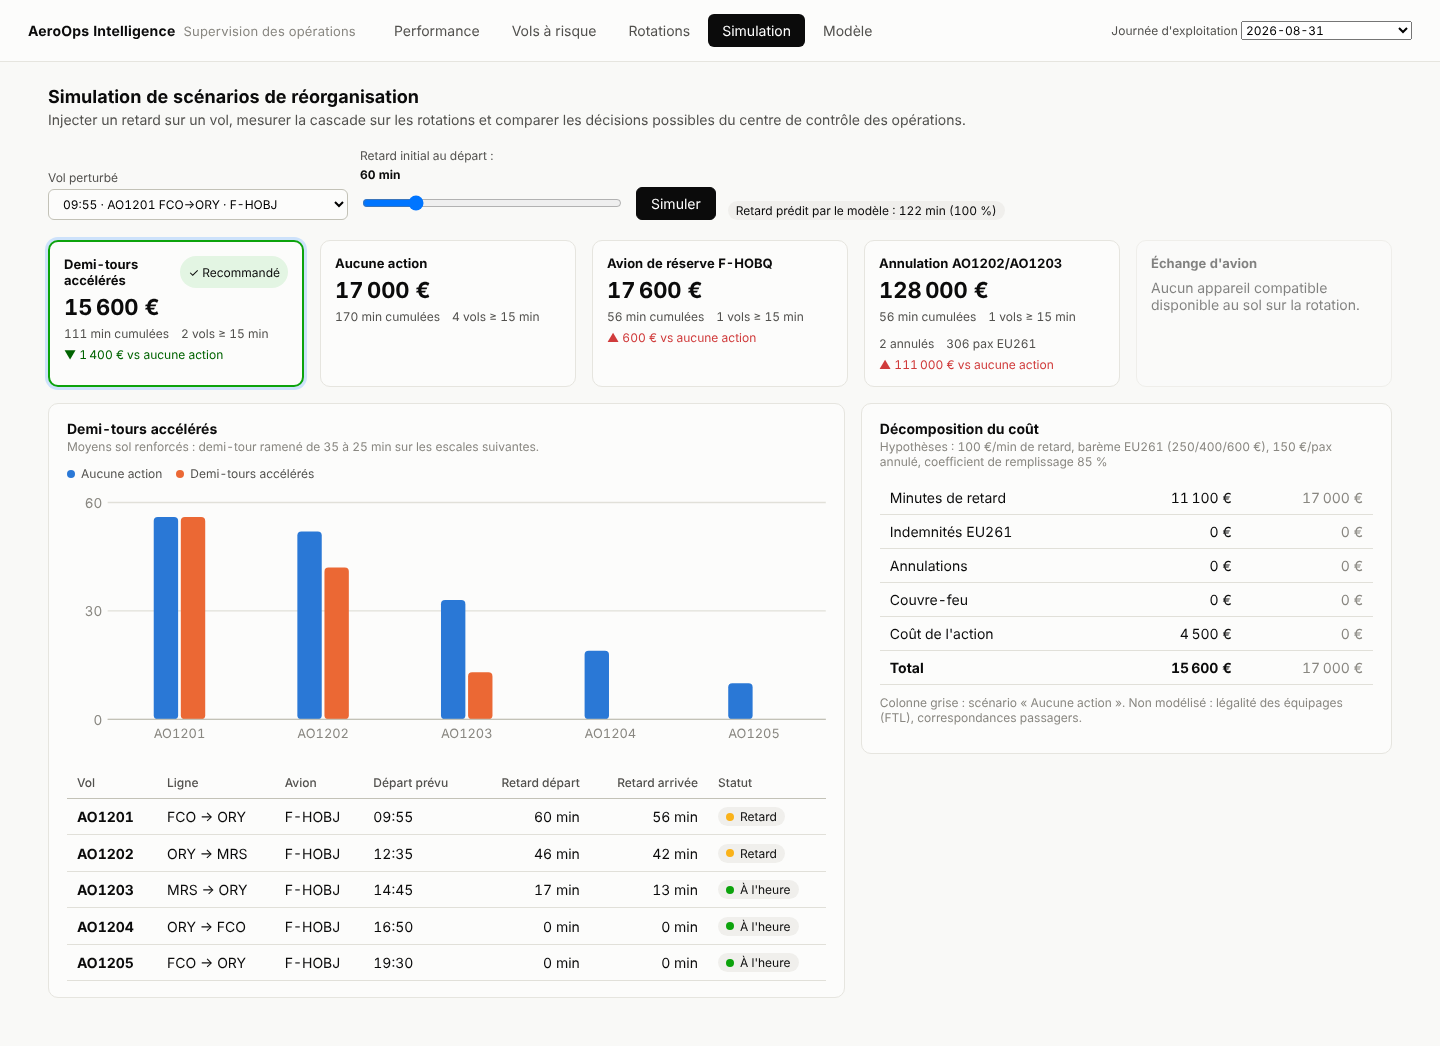 AeroOps Intelligence Supervision des opérations Performance Vols à risque Rotations Simulation Modèle Journée d'exploitation 2026-08-31
Simulation de scénarios de réorganisation
Injecter un retard sur un vol, mesurer la cascade sur les rotations et comparer les décisions possibles du centre de contrôle des opérations.
Vol perturbé
09:55 · AO1201 FCO→ORY · F-HOBJ
Retard initial au départ :
60 min
Simuler
Retard prédit par le modèle : 122 min (100 %)
Demi-tours
accélérés
✓ Recommandé
15 600 €
111 min cumulées 2 vols ≥ 15 min
▼ 1 400 € vs aucune action
Aucune action
17 000 €
170 min cumulées 4 vols ≥ 15 min
Avion de réserve F-HOBQ
17 600 €
56 min cumulées 1 vols ≥ 15 min
▲ 600 € vs aucune action
Annulation AO1202/AO1203
128 000 €
56 min cumulées 1 vols ≥ 15 min
2 annulés 306 pax EU261
▲ 111 000 € vs aucune action
Échange d'avion
Aucun appareil compatible
disponible au sol sur la rotation.
Demi-tours accélérés
Moyens sol renforcés : demi-tour ramené de 35 à 25 min sur les escales suivantes.
Aucune action Demi-tours accélérés
60
30
0
AO1201 AO1202 AO1203 AO1204 AO1205
Vol Ligne Avion Départ prévu Retard départ Retard arrivée Statut
AO1201 FCO → ORY F-HOBJ 09:55 60 min 56 min Retard
AO1202 ORY → MRS F-HOBJ 12:35 46 min 42 min Retard
AO1203 MRS → ORY F-HOBJ 14:45 17 min 13 min À l'heure
AO1204 ORY → FCO F-HOBJ 16:50 0 min 0 min À l'heure
AO1205 FCO → ORY F-HOBJ 19:30 0 min 0 min À l'heure
Décomposition du coût
Hypothèses : 100 €/min de retard, barème EU261 (250/400/600 €), 150 €/pax
annulé, coefficient de remplissage 85 %
Minutes de retard 11 100 € 17 000 €
Indemnités EU261 0 € 0 €
Annulations 0 € 0 €
Couvre-feu 0 € 0 €
Coût de l'action 4 500 € 0 €
Total 15 600 € 17 000 €
Colonne grise : scénario « Aucune action ». Non modélisé : légalité des équipages
(FTL), correspondances passagers.